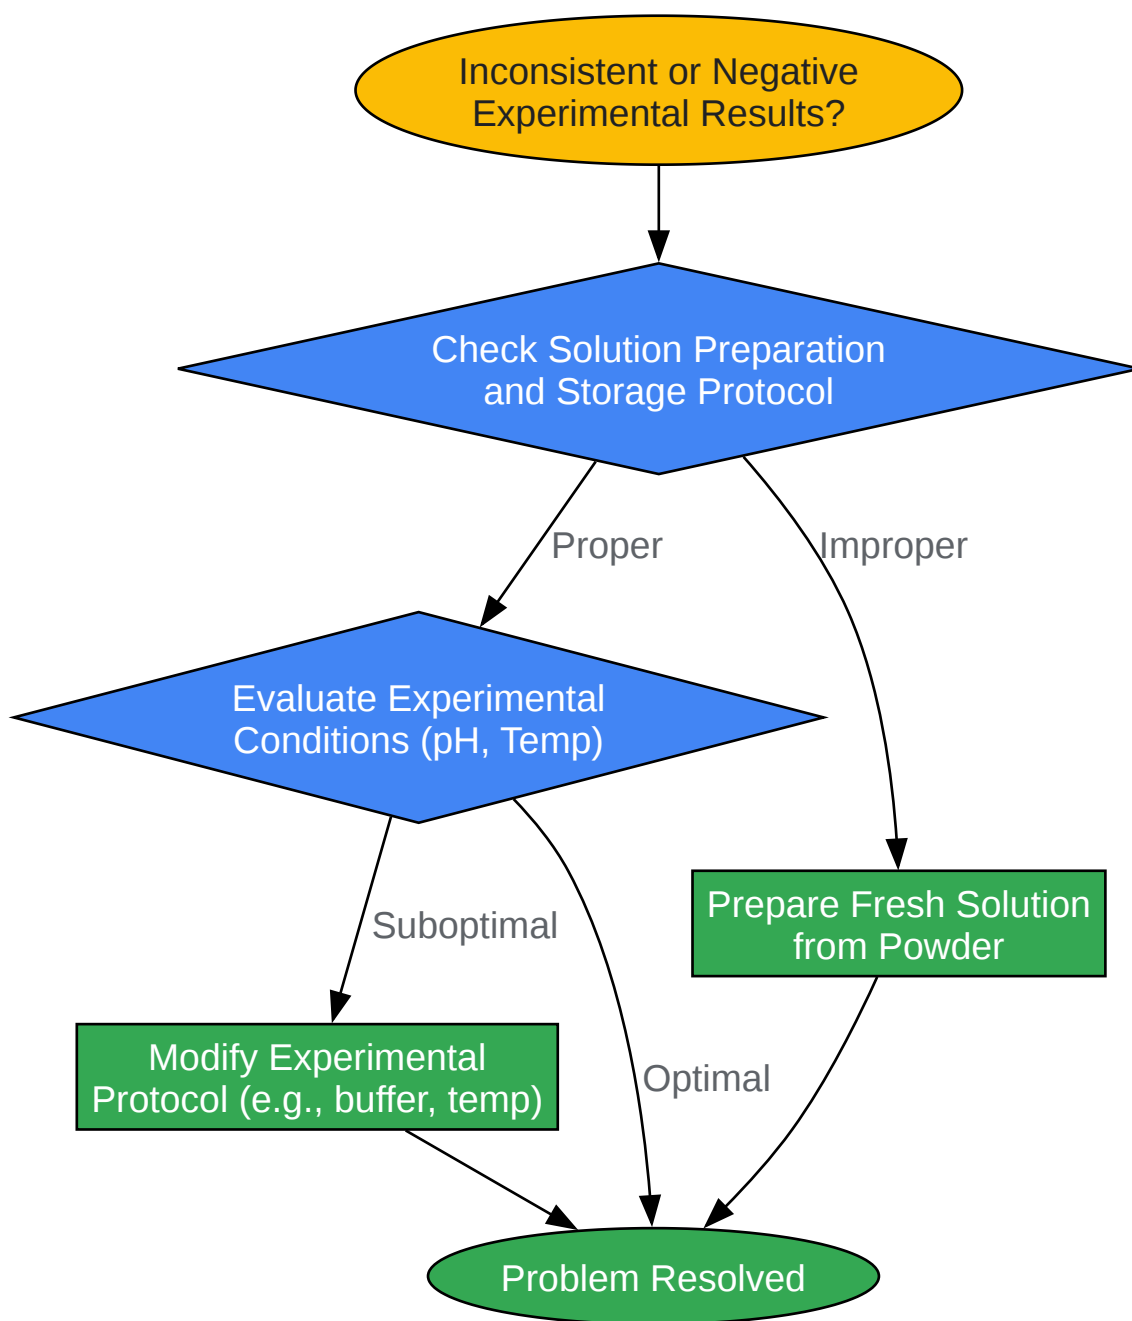 Inconsistent or Negative
Experimental Results?
Check Solution Preparation
and Storage Protocol
Proper
Improper
Evaluate Experimental
Conditions (pH, Temp)
Suboptimal
Prepare Fresh Solution
from Powder
Modify Experimental
Protocol (e.g., buffer, temp)
Optimal
Problem Resolved